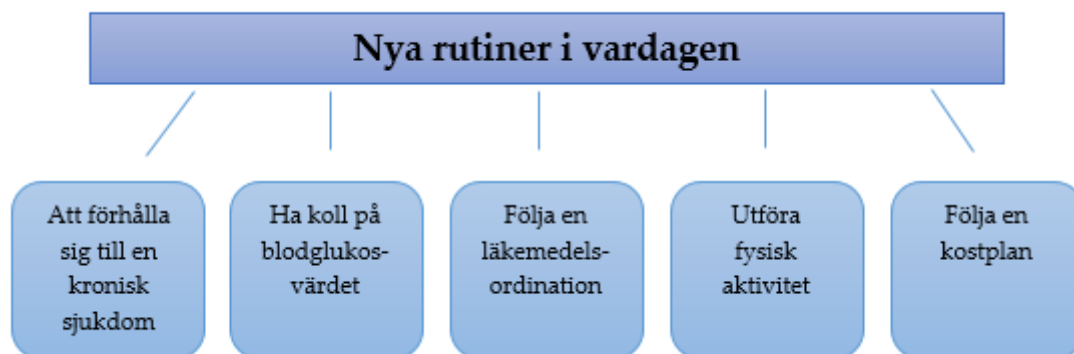 Nya rutiner i vardagen
Att förhålla
sig till en
kronisk
sjukdom
Ha koll på
blodglukos-
värdet
Följa en
läkemedels-
ordination
Utföra
fysisk
aktivitet
Följa en
kostplan